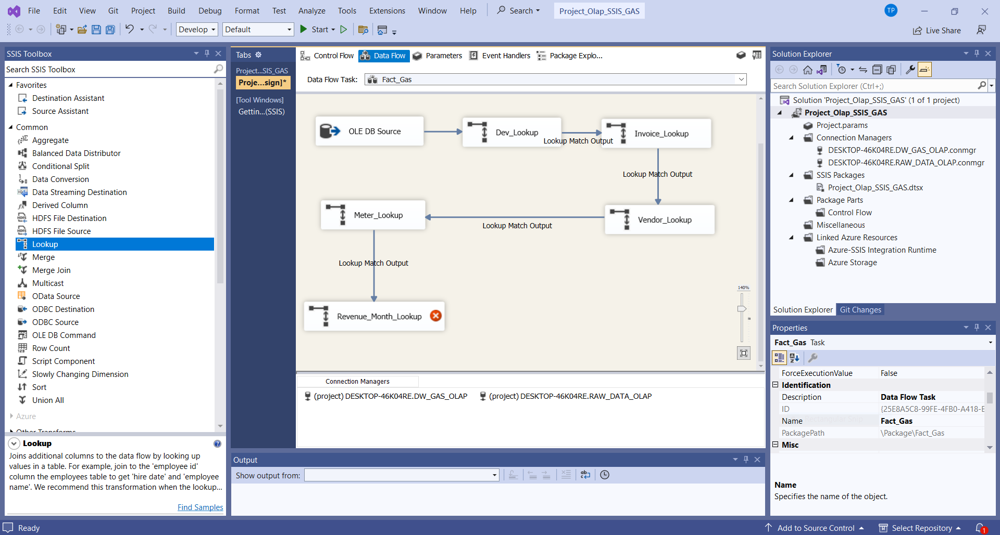 File Edit View Git Project Build Debug Format Test Analyze Tools Extensions Window Help Search Project_Olap_SSIS_GAS TP
Develop Default Start Live Share
SSIS Toolbox
Search SSIS Toolbox
Favorites
Destination Assistant
Source Assistant
Common
Aggregate
Balanced Data Distributor
Conditional Split
Data Conversion
Data Streaming Destination
Derived Column
HDFS File Destination
HDFS File Source
Lookup
Merge
Merge Join
Multicast
OData Source
ODBC Destination
ODBC Source
OLE DB Command
Row Count
Script Component
Slowly Changing Dimension
Sort
Union All
Azure
Other Transforms
Lookup
Joins additional columns to the data flow by looking up
values in a table. For example, join to the 'employee id'
column the employees table to get 'hire date' and 'employee
name'. We recommend this transformation when the lookup...
Find Samples
Tabs
Project...SIS_GAS
Proje...sign]*
[Tool Windows]
Gettin...(SSIS)
Control Flow Data Flow Parameters Event Handlers Package Explo...
Data Flow Task: Fact_Gas
OLE DB Source
Dev_Lookup
Lookup Match Output
Invoice_Lookup
Lookup Match Output
Meter_Lookup
Vendor_Lookup
Lookup Match Output
Lookup Match Output
140%
Revenue_Month_Lookup
Connection Managers
(project) DESKTOP-46K04RE.DW_GAS_OLAP (project) DESKTOP-46K04RE.RAW_DATA_OLAP
Output
Show output from:
Solution Explorer
Search Solution Explorer (Ctrl+;)
Solution 'Project_Olap_SSIS_GAS' (1 of 1 project)
Project_Olap_SSIS_GAS
Project.params
Connection Managers
DESKTOP-46K04RE.DW_GAS_OLAP.conmgr
DESKTOP-46K04RE.RAW_DATA_OLAP.conmgr
SSIS Packages
Project_Olap_SSIS_GAS.dtsx
Package Parts
Control Flow
Miscellaneous
Linked Azure Resources
Azure-SSIS Integration Runtime
Azure Storage
Solution Explorer Git Changes
Properties
Fact_Gas Task
ForceExecutionValue False
Identification
Description Data Flow Task
ID {25E8A5C8-99FE-4FB0-A418-E
Name Fact_Gas
PackagePath \Package\Fact_Gas
Misc
Name
Specifies the name of the object.
Ready Add to Source Control Select Repository 1